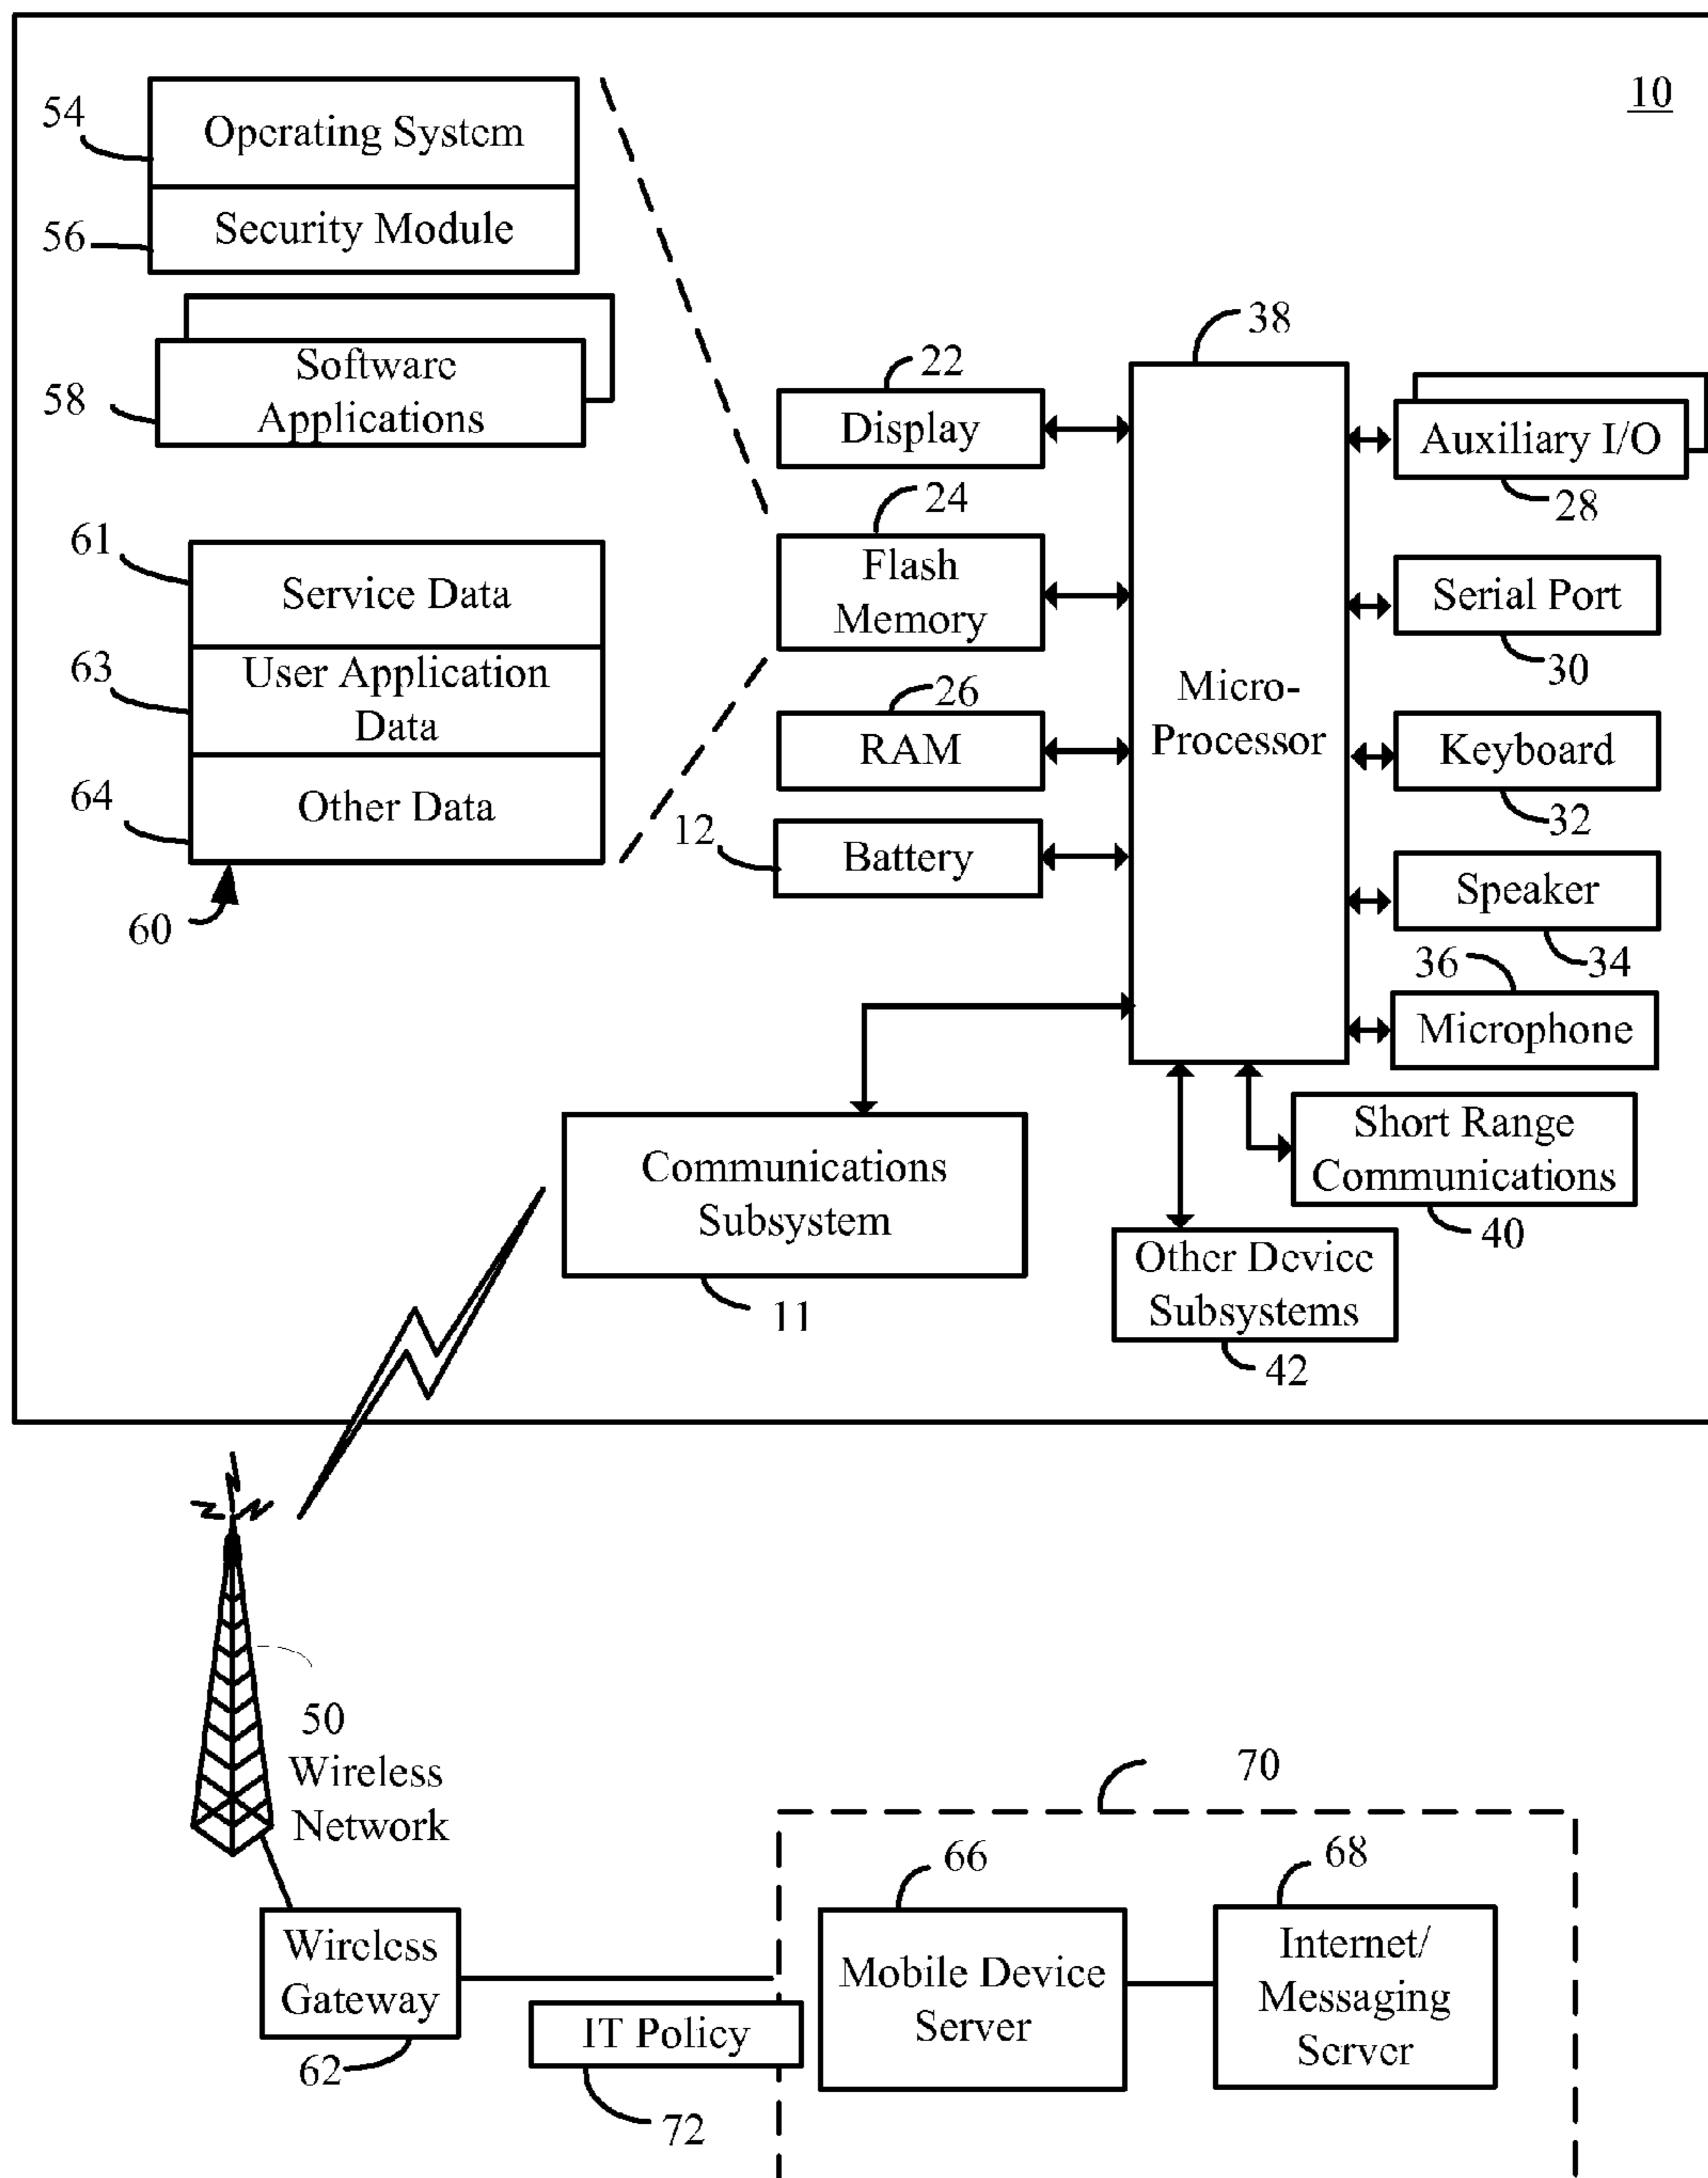 10
54
Operating System
56
Security Module
58
Software
Applications
61
Service Data
63
User Application
Data
64
Other Data
60
38
Micro-
Processor
22
Display
24
Flash
Memory
26
RAM
12
Battery
Auxiliary I/O
28
Serial Port
30
Keyboard
32
Speaker
34
36
Microphone
Short Range
Communications
40
Other Device
Subsystems
42
Communications
Subsystem
11
50
Wireless
Network
Wireless
Gateway
62
IT Policy
72
70
66
Mobile Device
Server
68
Internet/
Messaging
Server